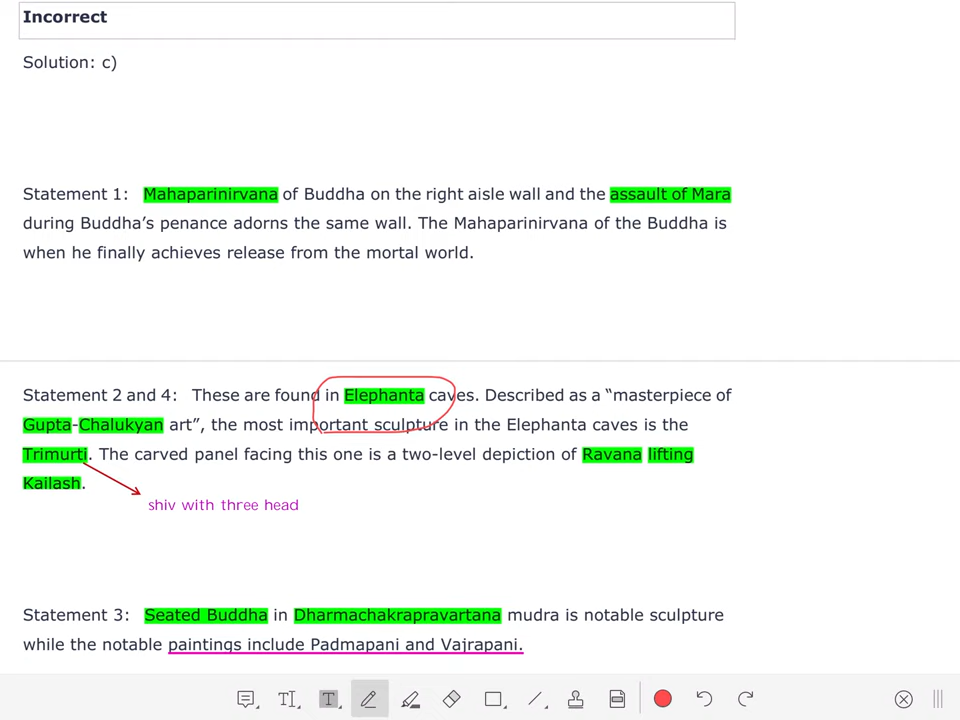 Incorrect
Solution: c)
Statement 1: Mahaparinirvana of Buddha on the right aisle wall and the assault of Mara
during Buddha’s penance adorns the same wall. The Mahaparinirvana of the Buddha is
when he finally achieves release from the mortal world.
Statement 2 and 4: These are found in Elephanta caves. Described as a “masterpiece of
Gupta-Chalukyan art”, the most important sculpture in the Elephanta caves is the
Trimurti. The carved panel facing this one is a two-level depiction of Ravana lifting
Kailash.
shiv with three head
Statement 3: Seated Buddha in Dharmachakrapravartana mudra is notable sculpture
while the notable paintings include Padmapani and Vajrapani.